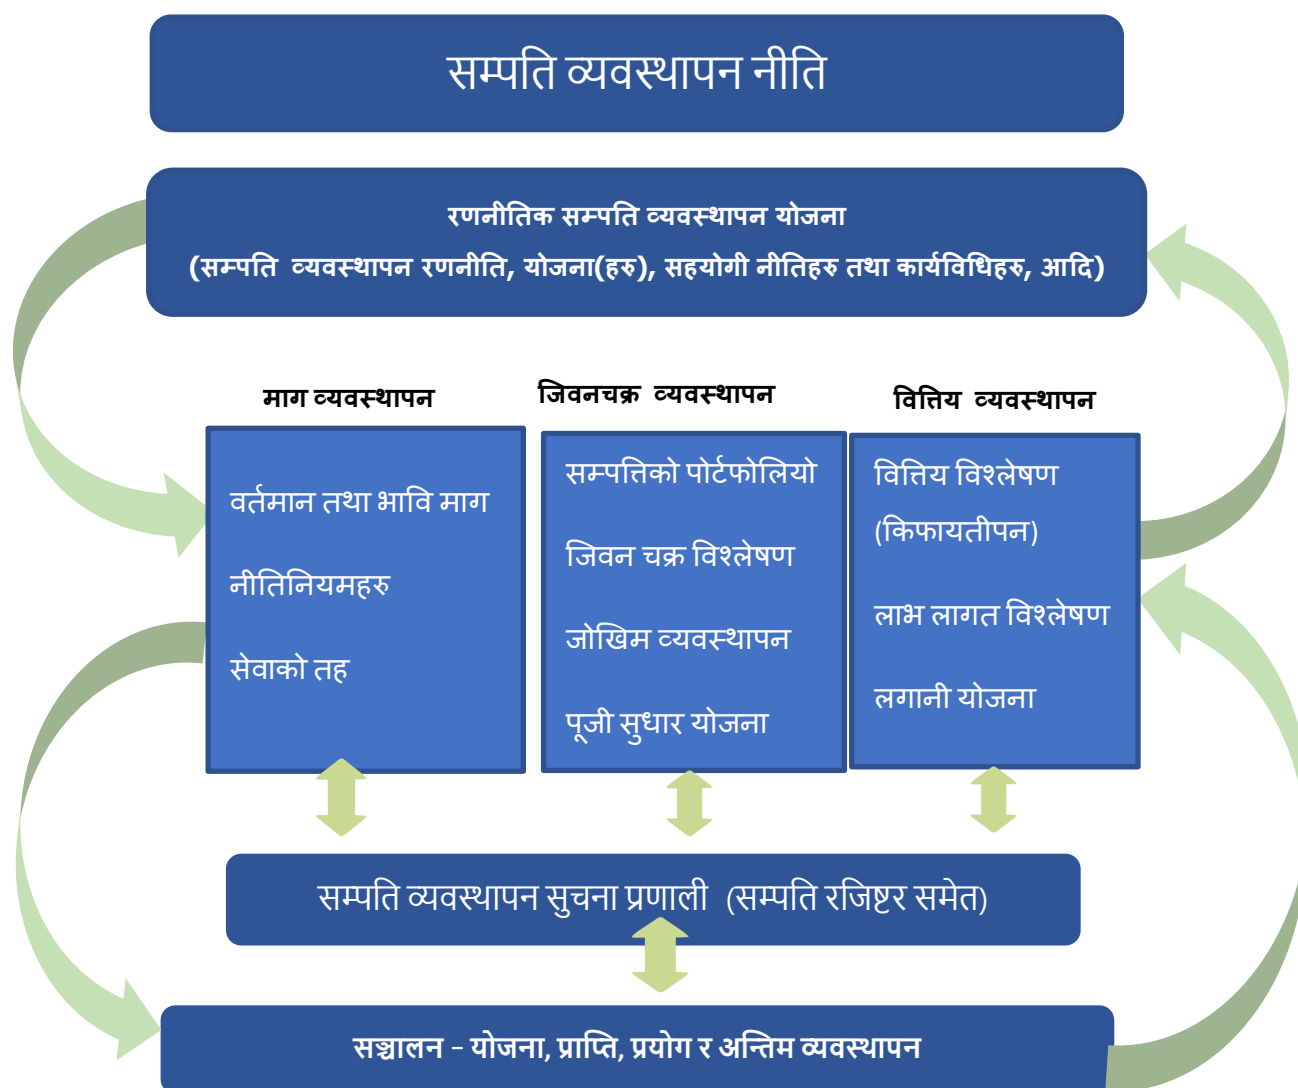 सम्पति व्यवस्थापन नीति
रणनीतिक सम्पति व्यवस्थापन योजना
(सम्पति व्यवस्थापन रणनीति, योजना(हरु), सहयोगी नीतिहरु तथा कार्यविधिहरु, आदि)
माग व्यवस्थापन
वर्तमान तथा भावि माग
नीतिनियमहरु
सेवाको तह
जिवनचक्र व्यवस्थापन
सम्पत्तिको पोर्टफोलियो
जिवन चक्र विश्लेषण
जोखिम व्यवस्थापन
पूजी सुधार योजना
वित्तिय व्यवस्थापन
वित्तिय विश्लेषण
(किफायतीपन)
लाभ लागत विश्लेषण
लगानी योजना
सम्पति व्यवस्थापन सुचना प्रणाली (सम्पति रजिष्टर समेत)
सञ्चालन – योजना, प्राप्ति, प्रयोग र अन्तिम व्यवस्थापन